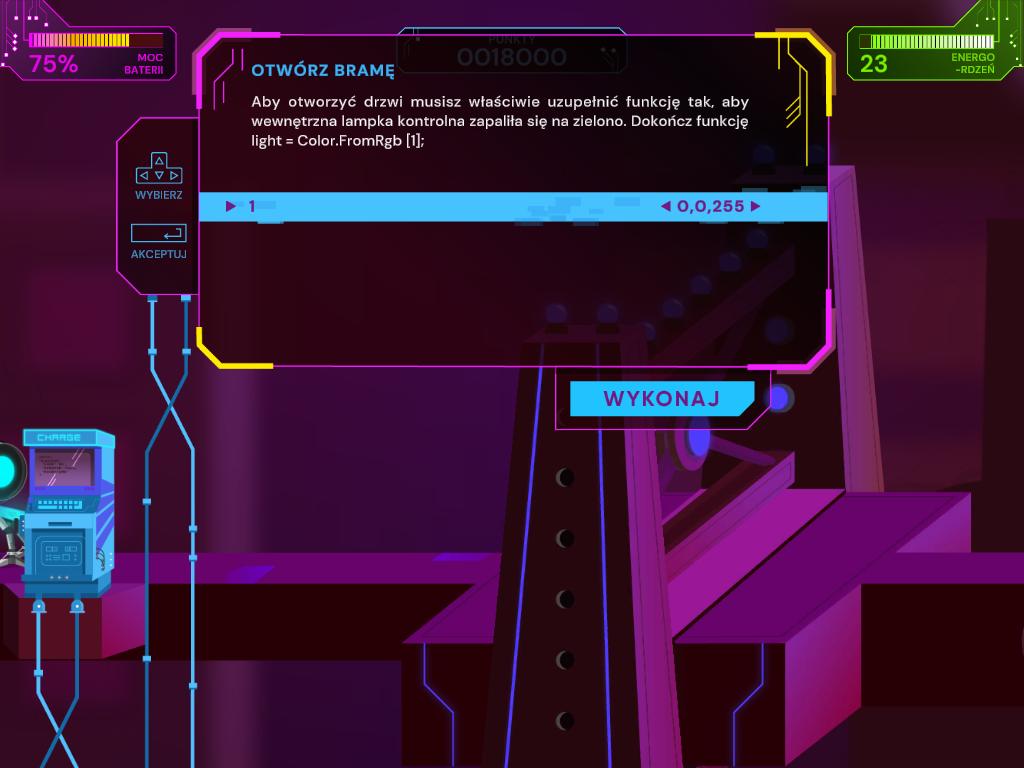 PUNKTY
0018000
75%
MOC
BATERII
23
ENERGO
-RDZEŃ
OTWÓRZ BRAMĘ
Aby otworzyć drzwi musisz właściwie uzupełnić funkcję tak, aby
wewnętrzna lampka kontrolna zapaliła się na zielono. Dokończ funkcję
light = Color.FromRgb [1];
WYBIERZ
AKCEPTUJ
1
0,0,255
WYKONAJ
CHARGE